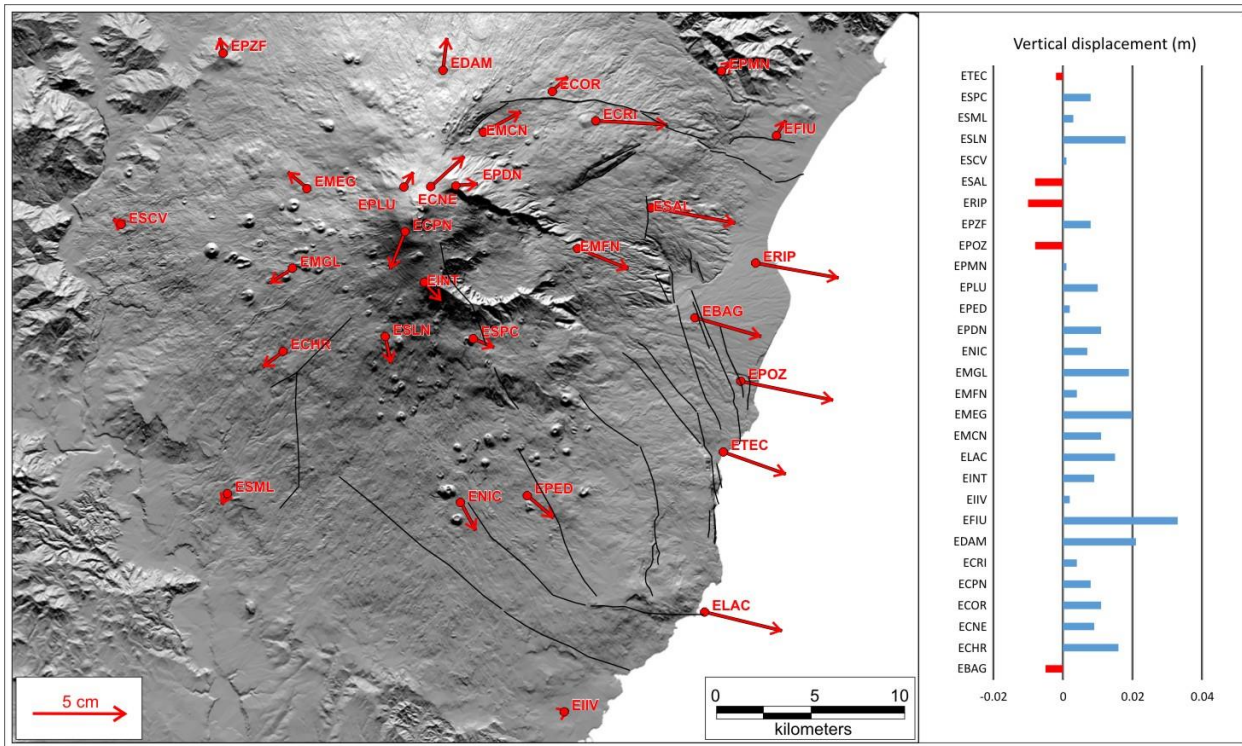 EPZF
EDAM
ECOR
EPMN
EMCN
ECRI
EFIU
EMEG
EPLU
ECNE
EPDN
ESCV
ECPN
ESAL
EMFN
ERIP
EMGL
EINT
EBAG
ESLN
ESPC
ECHR
EPOZ
ETEC
ESML
ENIC
EPED
ELAC
EIIV
5 cm
0 5 10
kilometers
Vertical displacement (m)
ETEC
ESPC
ESML
ESLN
ESCV
ESAL
ERIP
EPZF
EPOZ
EPMN
EPLU
EPED
EPDN
ENIC
EMGL
EMFN
EMEG
EMCN
ELAC
EINT
EIIV
EFIU
EDAM
ECRI
ECPN
ECOR
ECNE
ECHR
EBAG
-0.02 0 0.02 0.04